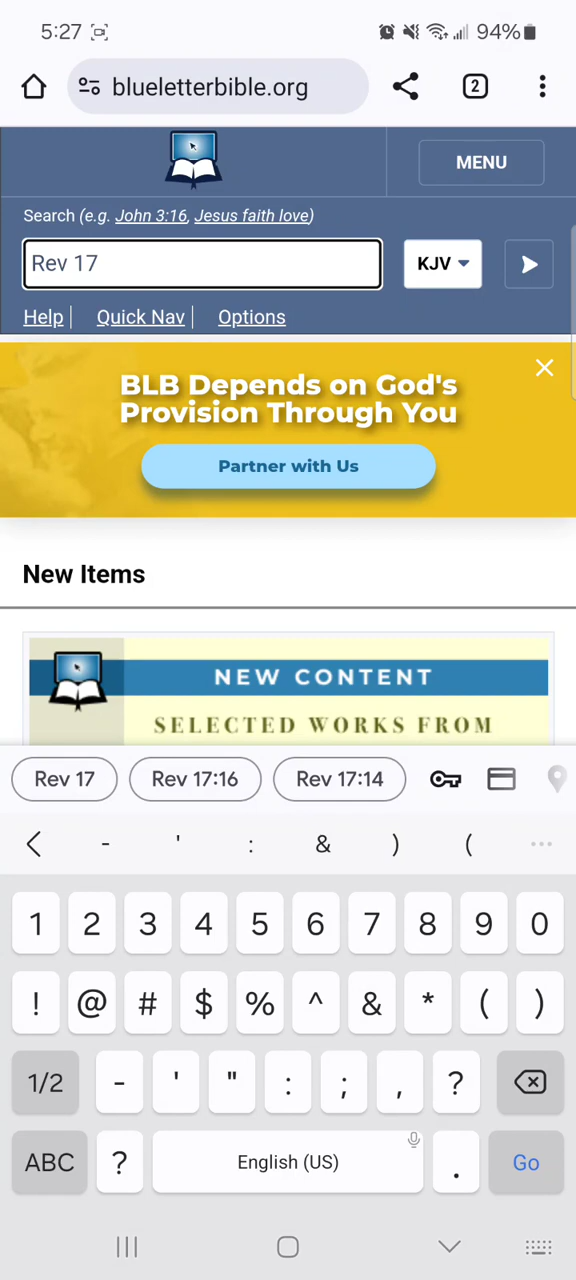 5:27 94%
blueletterbible.org 2
MENU
Search (e.g. John 3:16, Jesus faith love)
Rev 17 KJV
Help Quick Nav Options
BLB Depends on God's
Provision Through You
Partner with Us
New Items
NEW CONTENT
SELECTED WORKS FROM
Rev 17 Rev 17:16 Rev 17:14
- ' : & ) ( ...
1 2 3 4 5 6 7 8 9 0
! @ # $ % ^ & * ( )
1/2 - ' " : ; , ?
ABC ? English (US) . Go